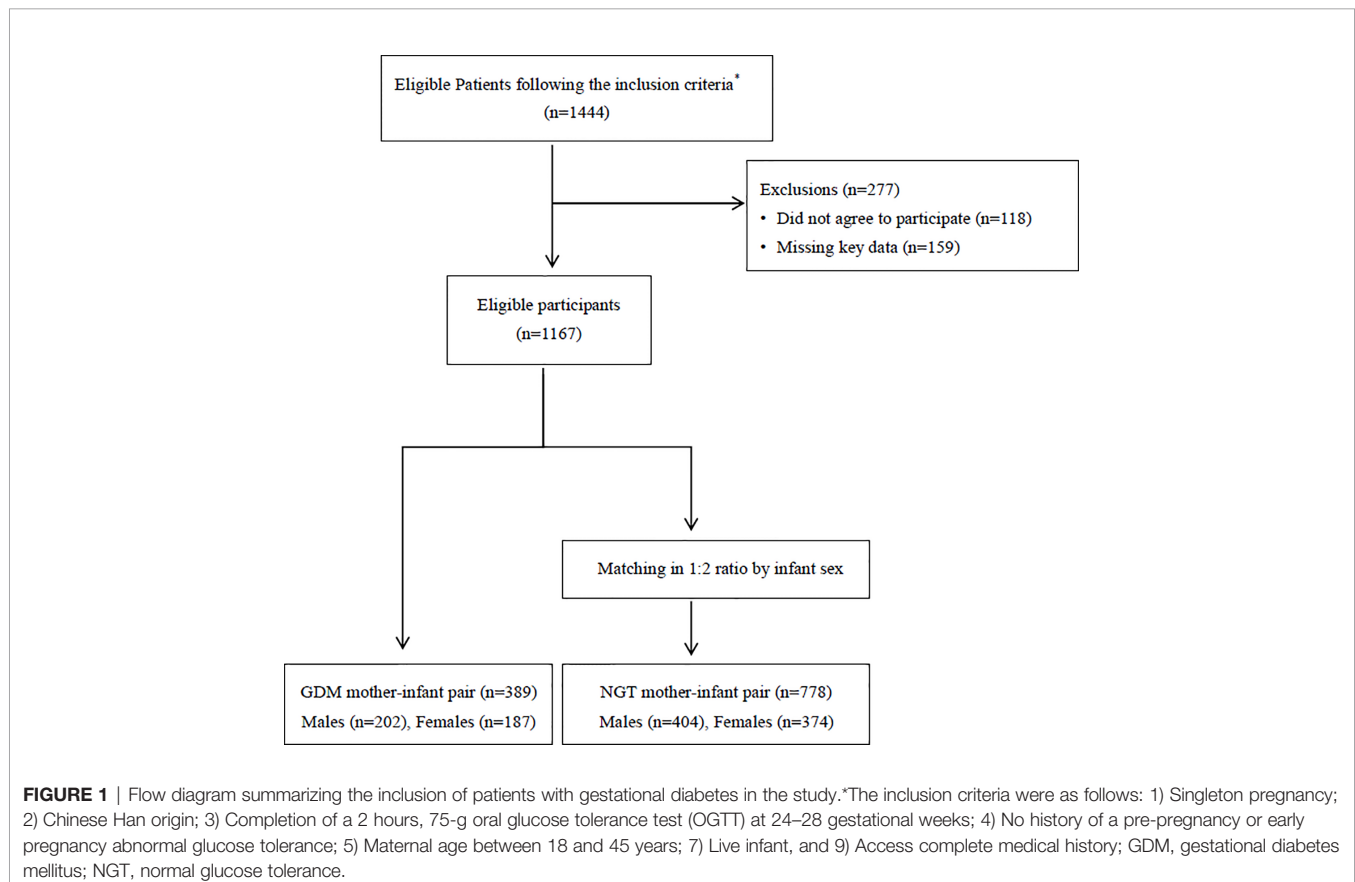 Eligible Patients following the inclusion criteria*
(n=1444)
Exclusions (n=277)
• Did not agree to participate (n=118)
• Missing key data (n=159)
Eligible participants
(n=1167)
Matching in 1:2 ratio by infant sex
GDM mother-infant pair (n=389)
Males (n=202), Females (n=187)
NGT mother-infant pair (n=778)
Males (n=404), Females (n=374)
FIGURE 1 | Flow diagram summarizing the inclusion of patients with gestational diabetes in the study.*The inclusion criteria were as follows: 1) Singleton pregnancy;
2) Chinese Han origin; 3) Completion of a 2 hours, 75-g oral glucose tolerance test (OGTT) at 24–28 gestational weeks; 4) No history of a pre-pregnancy or early
pregnancy abnormal glucose tolerance; 5) Maternal age between 18 and 45 years; 7) Live infant, and 9) Access complete medical history; GDM, gestational diabetes
mellitus; NGT, normal glucose tolerance.